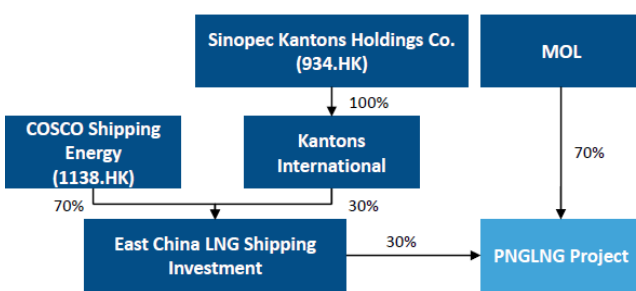 Sinopec Kantons Holdings Co.
(934.HK)
MOL
100%
COSCO Shipping
Energy
(1138.HK)
Kantons
International
70%
70%
30%
East China LNG Shipping
Investment
30%
PNGLNG Project